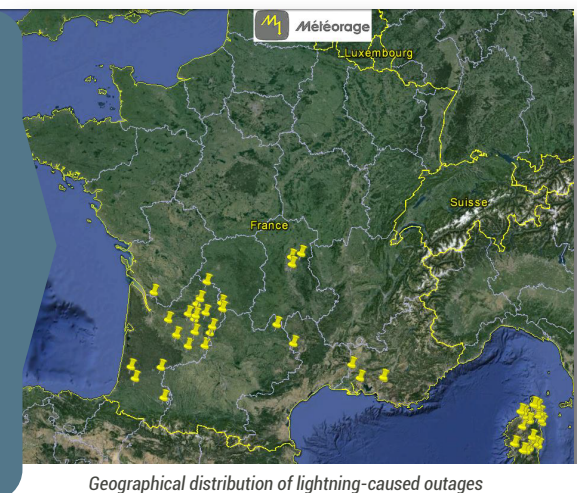 Météorage
Luxembourg
Suisse
France
Geographical distribution of lightning-caused outages